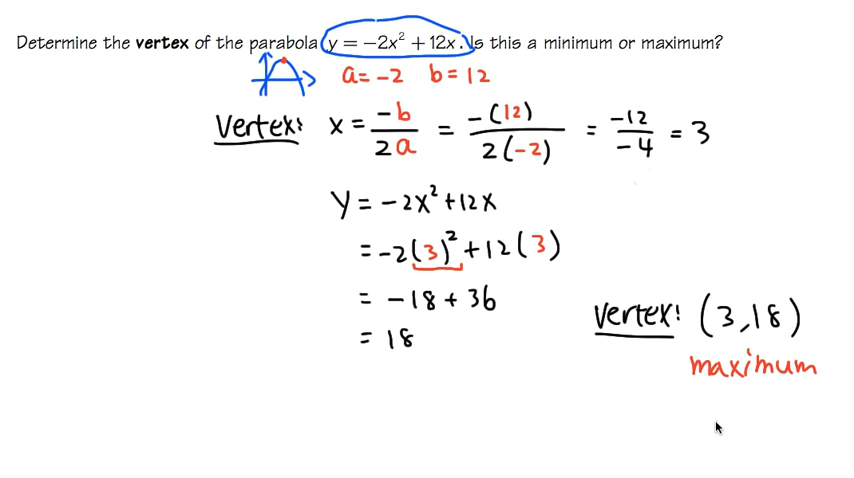 Determine the vertex of the parabola y = −2x² + 12x. Is this a minimum or maximum?
a = −2 b = 12
Vertex: x = −b/2a = −(12)/2(−2) = −12/−4 = 3
y = −2x² + 12x
= −2(3)² + 12(3)
= −18 + 36
= 18
Vertex: (3, 18)
maximum